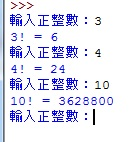 >>>
輸入正整數：3
3! = 6
輸入正整數：4
4! = 24
輸入正整數：10
10! = 3628800
輸入正整數：